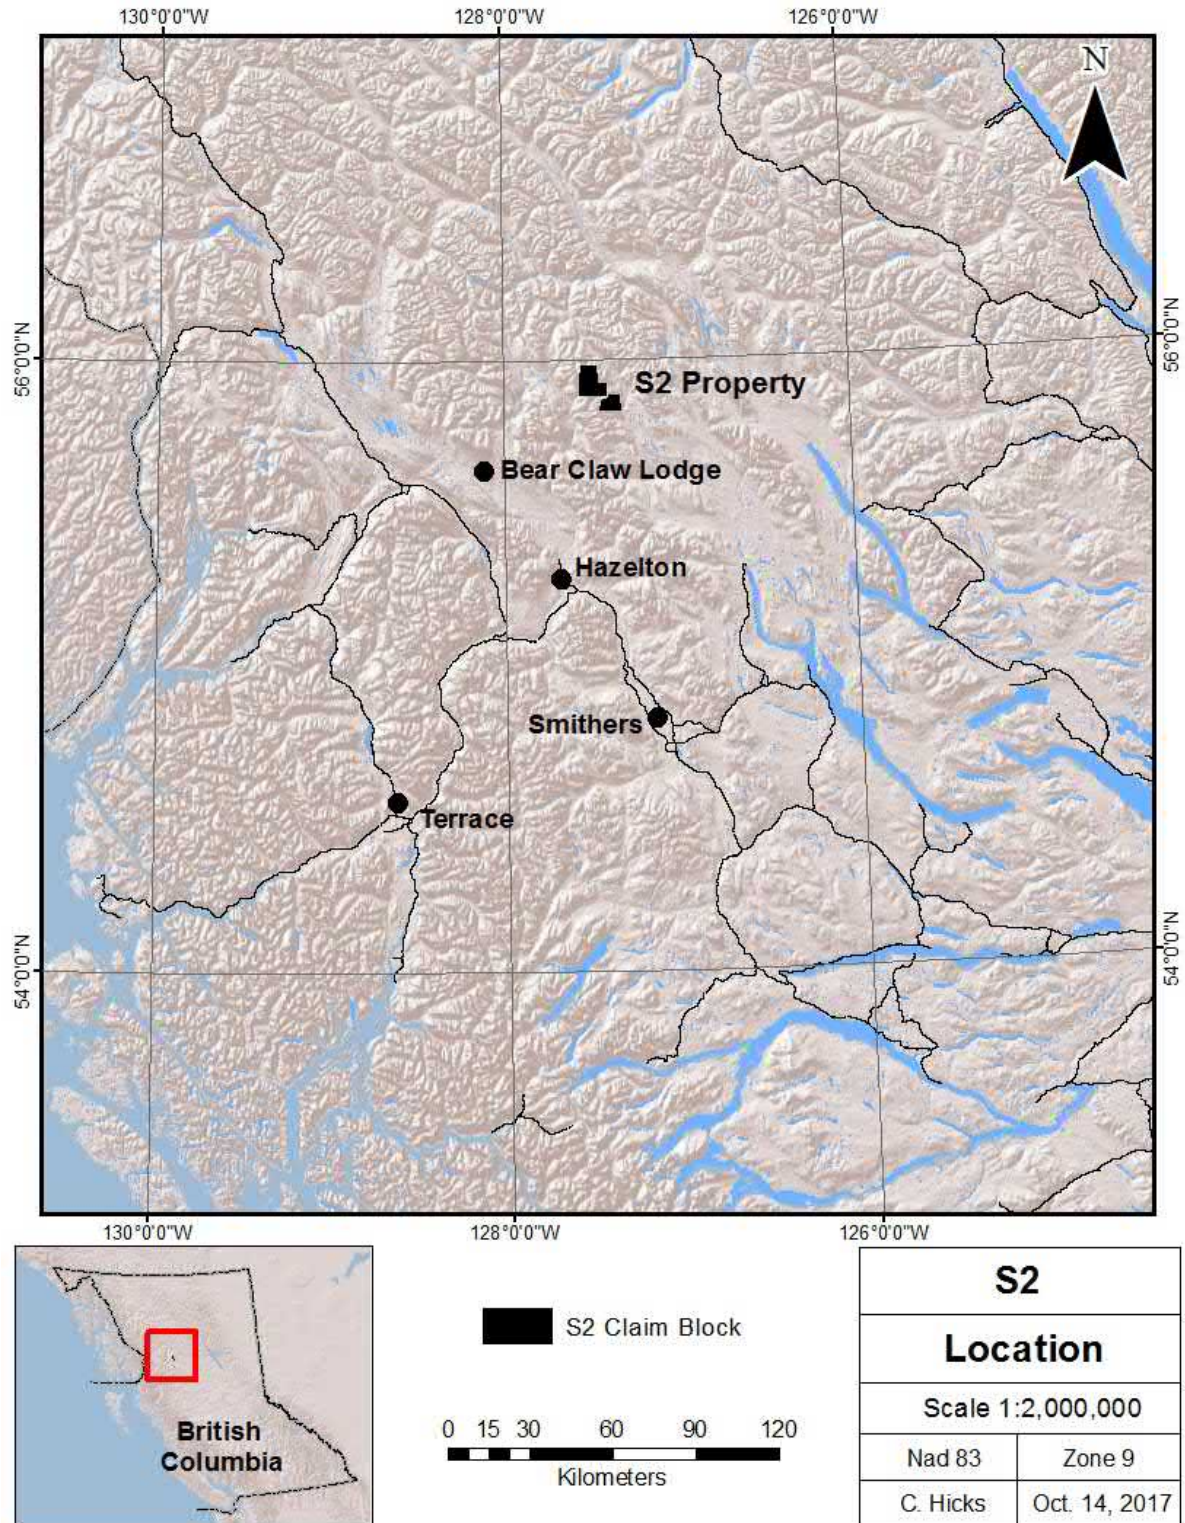 130°0'0"W
128°0'0"W
126°0'0"W
N
56°0'0"N
56°0'0"N
S2 Property
Bear Claw Lodge
Hazelton
Smithers
Terrace
54°0'0"N
54°0'0"N
130°0'0"W
128°0'0"W
126°0'0"W
British
Columbia
S2 Claim Block
0 15 30 60 90 120
Kilometers
S2
Location
Scale 1:2,000,000
Nad 83
Zone 9
C. Hicks
Oct. 14, 2017